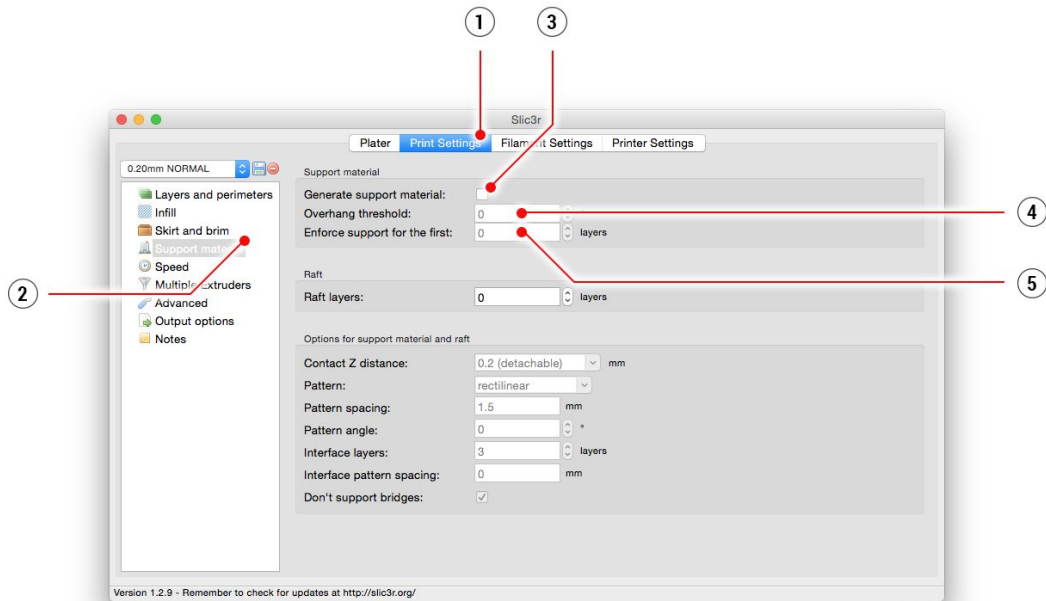 1
3
Slic3r
Plater Print Settings Filament Settings Printer Settings
0.20mm NORMAL
Layers and perimeters
Infill
Skirt and brim
Support material
Speed
Multiple Extruders
Advanced
Output options
Notes
2
Support material
Generate support material:
Overhang threshold: 0
Enforce support for the first: 0 layers
4
5
Raft
Raft layers: 0 layers
Options for support material and raft
Contact Z distance: 0.2 (detachable) mm
Pattern: rectilinear
Pattern spacing: 1.5 mm
Pattern angle: 0 °
Interface layers: 3 layers
Interface pattern spacing: 0 mm
Don't support bridges:
Version 1.2.9 - Remember to check for updates at http://slic3r.org/